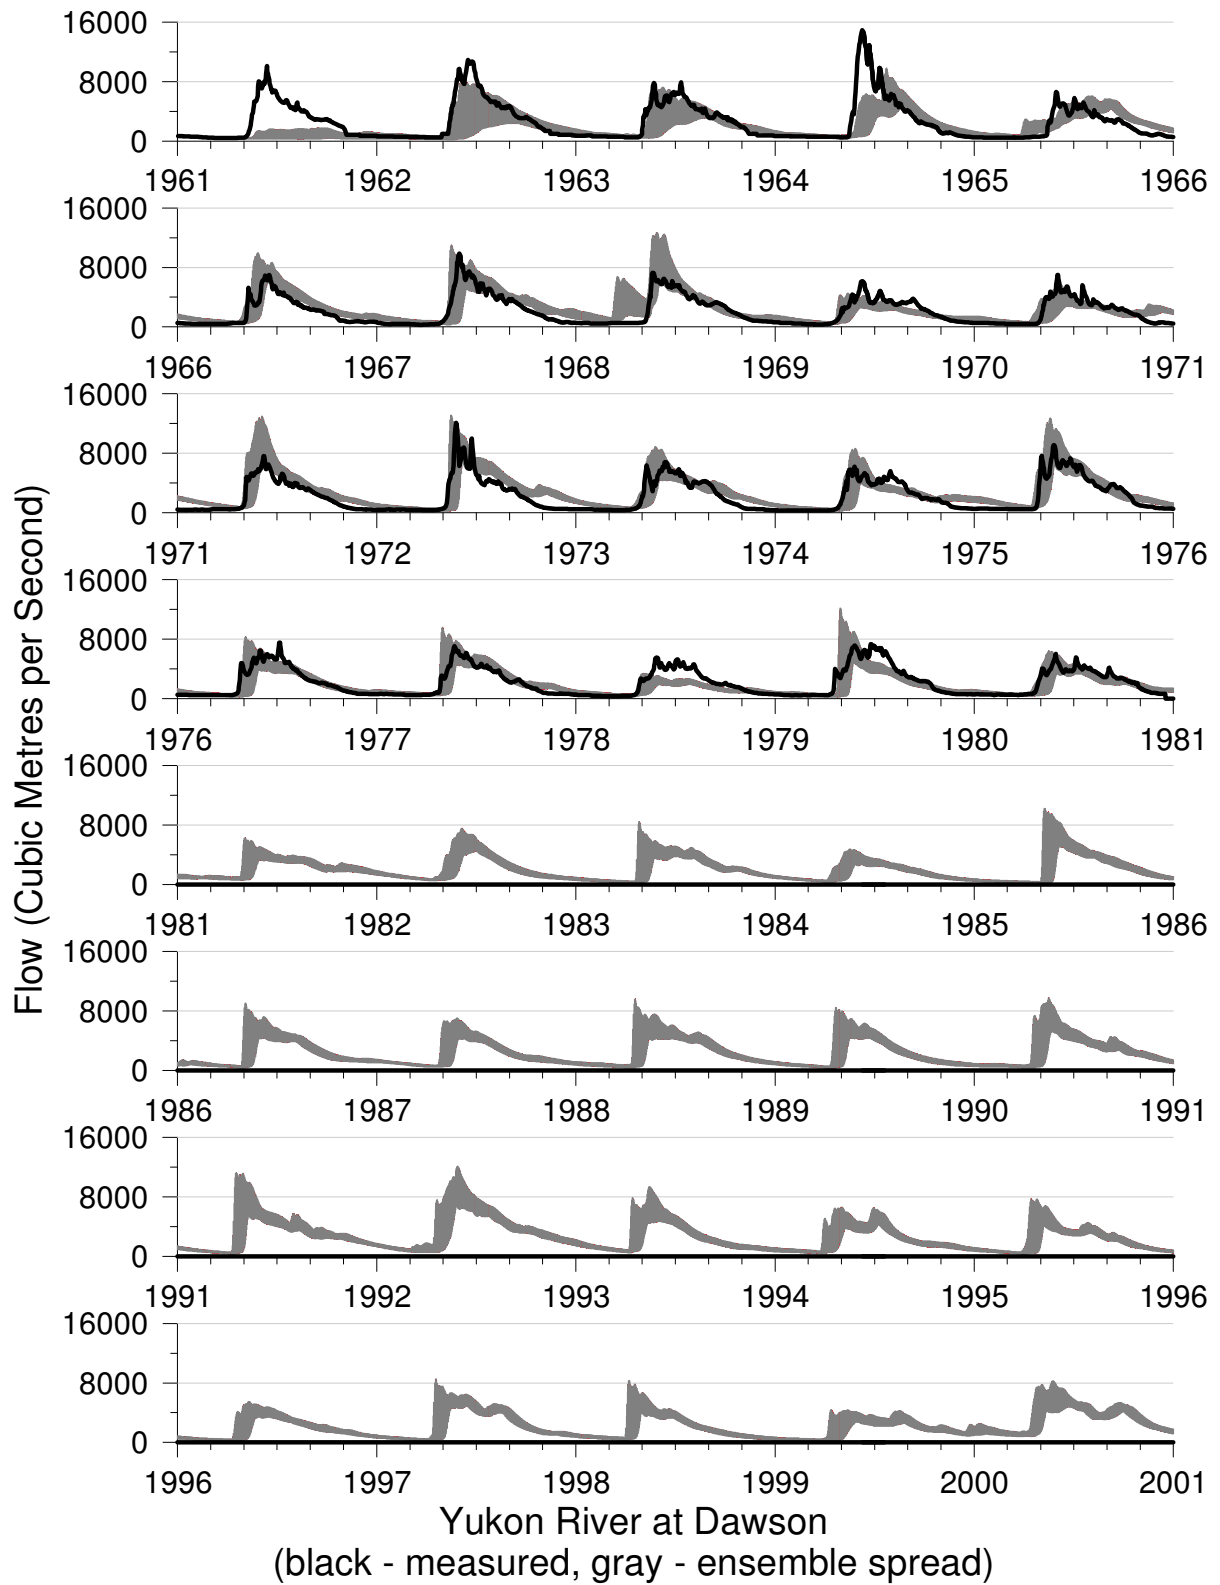 16000
8000
0
1961 1962 1963 1964 1965 1966
16000
8000
0
1966 1967 1968 1969 1970 1971
16000
8000
0
1971 1972 1973 1974 1975 1976
16000
8000
0
1976 1977 1978 1979 1980 1981
16000
8000
0
1981 1982 1983 1984 1985 1986
16000
8000
0
1986 1987 1988 1989 1990 1991
16000
8000
0
1991 1992 1993 1994 1995 1996
16000
8000
0
1996 1997 1998 1999 2000 2001
Flow (Cubic Metres per Second)
Yukon River at Dawson
(black - measured, gray - ensemble spread)